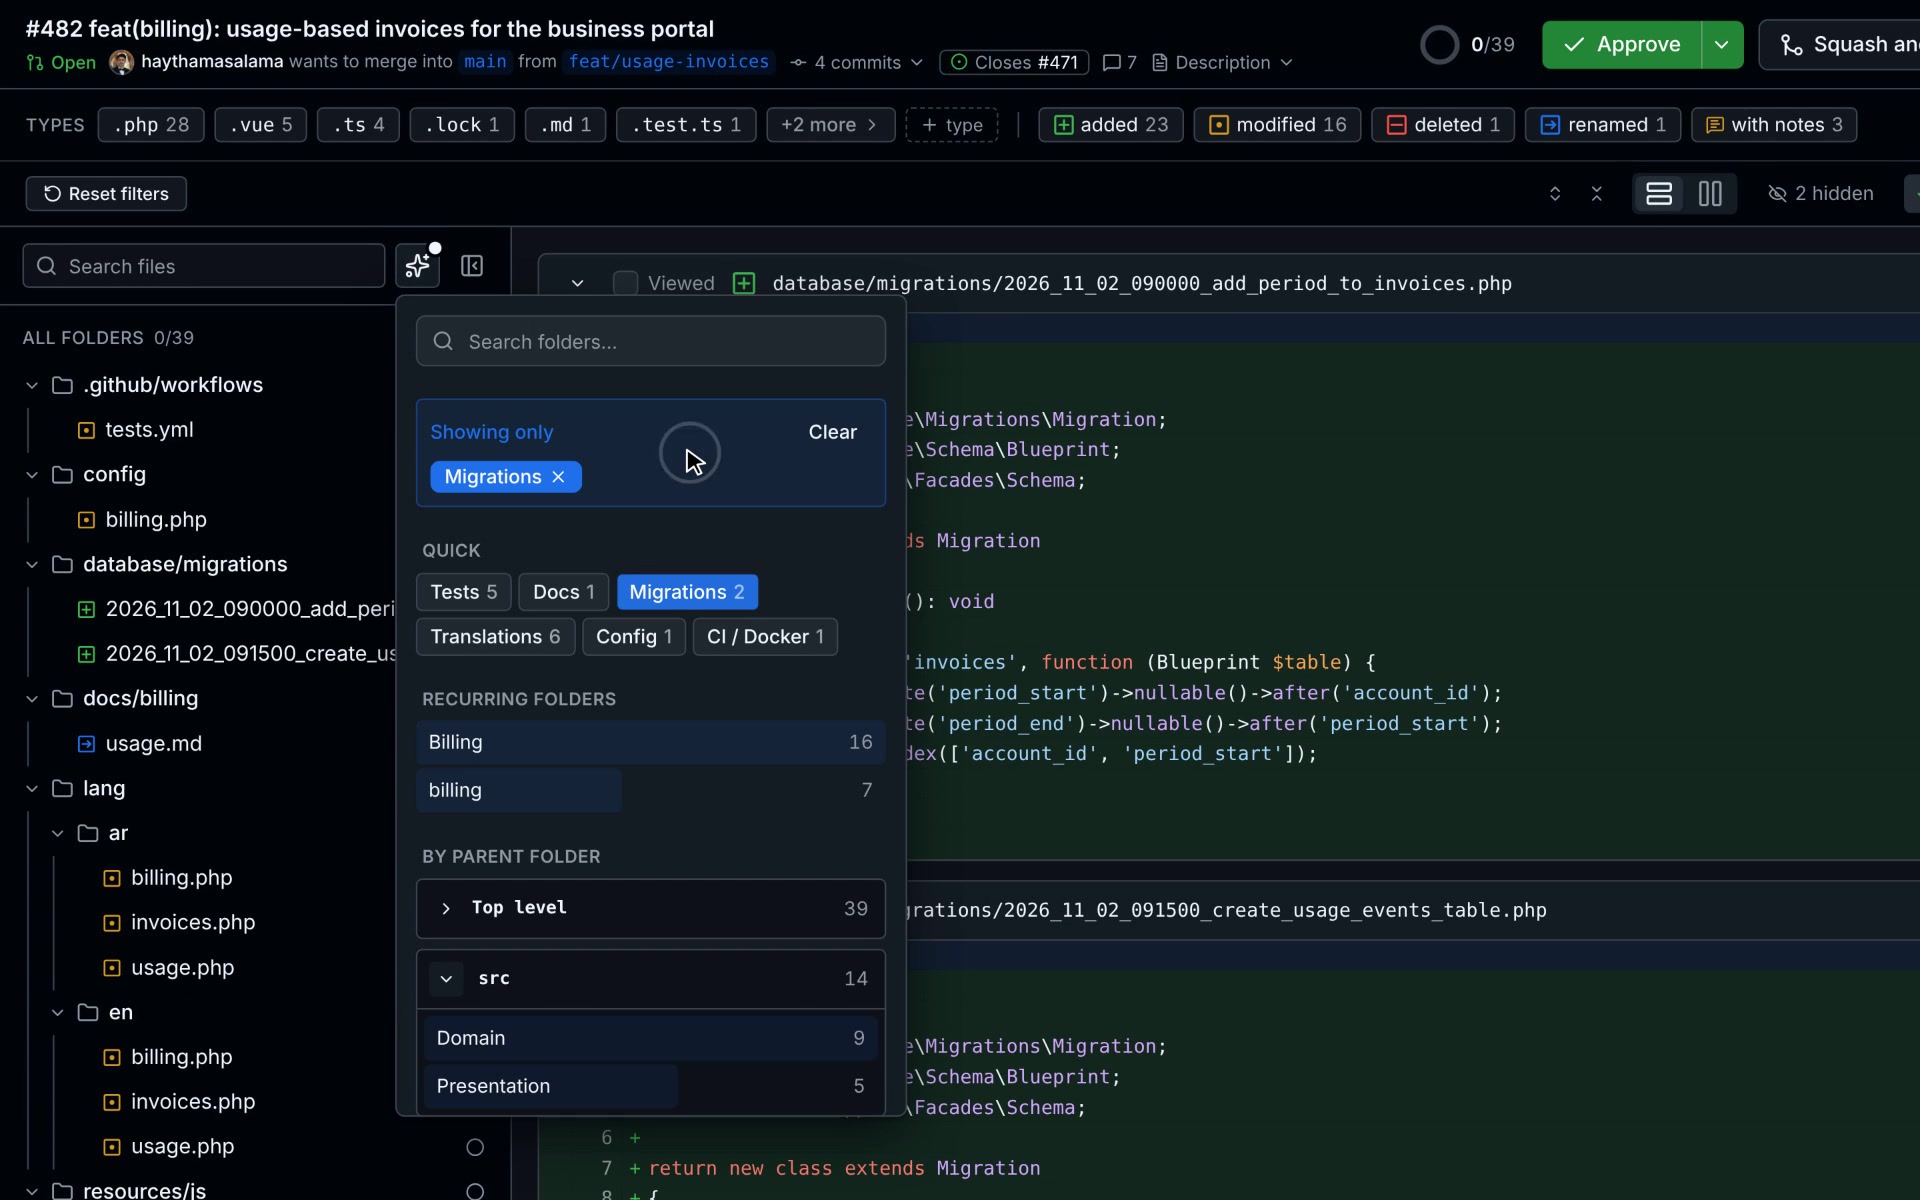 #482 feat(billing): usage-based invoices for the business portal
Open haythamasalama wants to merge into main from feat/usage-invoices 4 commits Closes #471 7 Description
0/39
Approve
Squash an
TYPES .php 28 .vue 5 .ts 4 .lock 1 .md 1 .test.ts 1 +2 more + type added 23 modified 16 deleted 1 renamed 1 with notes 3
Reset filters
2 hidden
Search files
ALL FOLDERS 0/39
.github/workflows
tests.yml
config
billing.php
database/migrations
2026_11_02_090000_add_peri
2026_11_02_091500_create_us
docs/billing
usage.md
lang
ar
billing.php
invoices.php
usage.php
en
billing.php
invoices.php
usage.php
resources/js
Search folders...
Showing only
Clear
Migrations
QUICK
Tests 5 Docs 1 Migrations 2
Translations 6 Config 1 CI / Docker 1
RECURRING FOLDERS
Billing 16
billing 7
BY PARENT FOLDER
Top level 39
src 14
Domain 9
Presentation 5
Viewed database/migrations/2026_11_02_090000_add_period_to_invoices.php
e\Migrations\Migration;
e\Schema\Blueprint;
\Facades\Schema;
ds Migration
(): void
'invoices', function (Blueprint $table) {
te('period_start')->nullable()->after('account_id');
te('period_end')->nullable()->after('period_start');
dex(['account_id', 'period_start']);
grations/2026_11_02_091500_create_usage_events_table.php
e\Migrations\Migration;
e\Schema\Blueprint;
\Facades\Schema;
6 +
7 + return new class extends Migration
8 + {